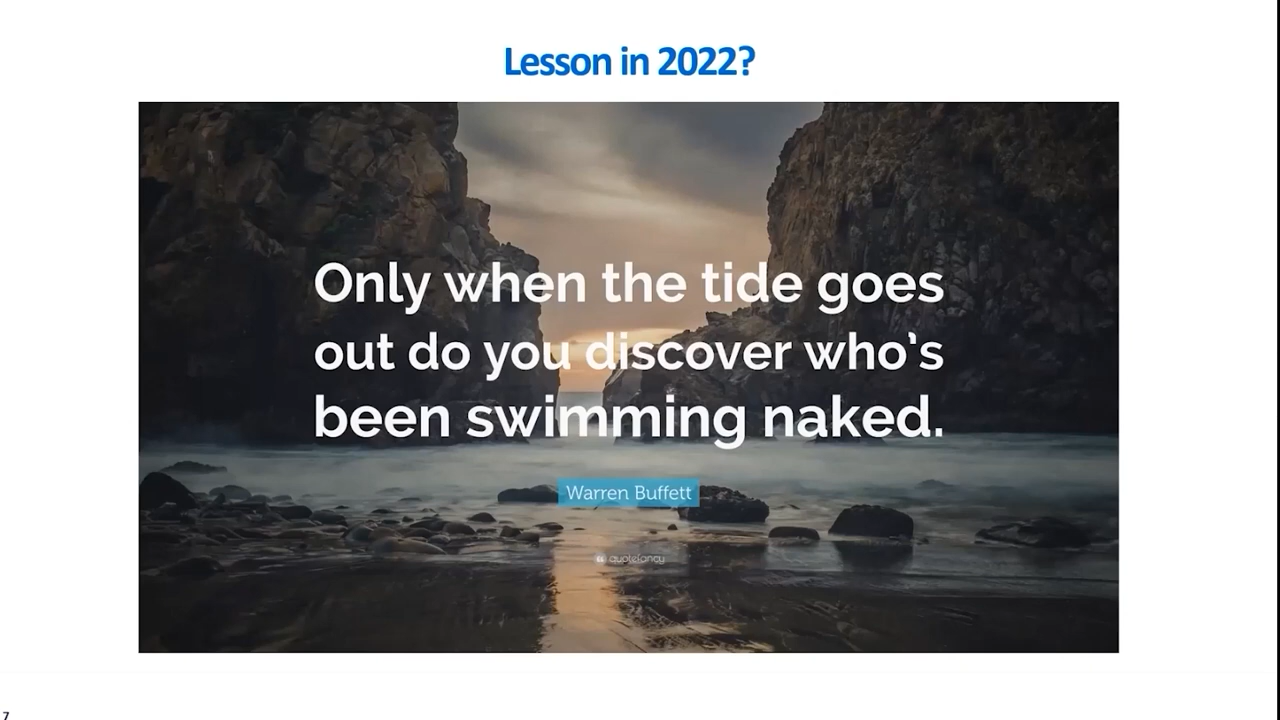 Lesson in 2022?
Only when the tide goes
out do you discover who’s
been swimming naked.
Warren Buffett
quotefancy
7